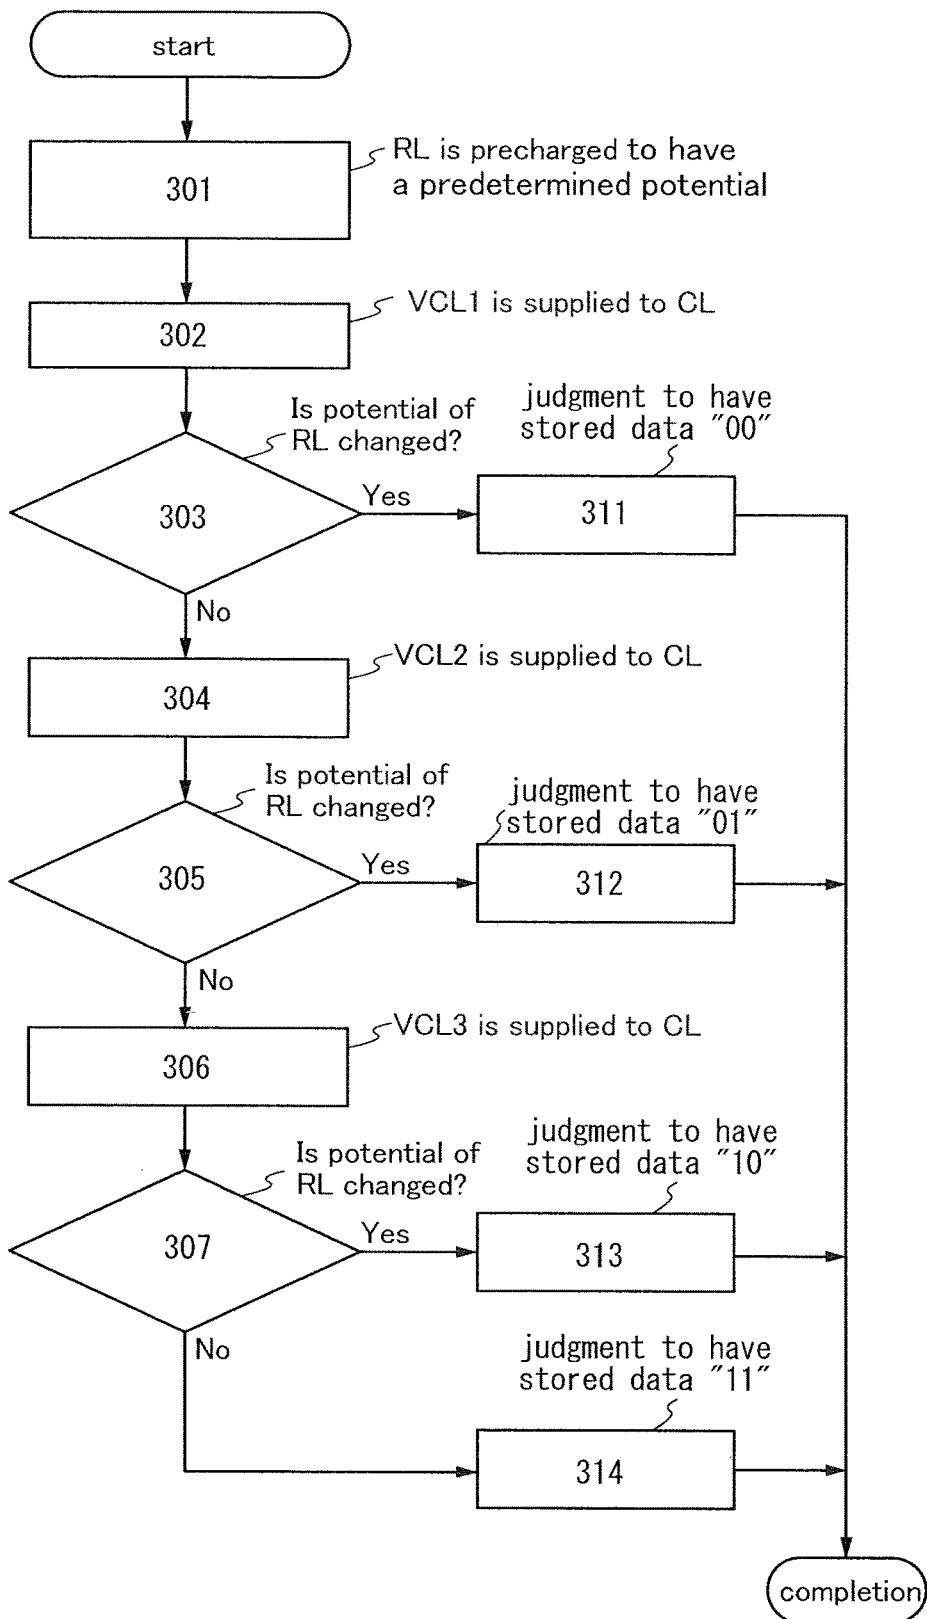 start
301
RL is precharged to have
a predetermined potential
302
VCL1 is supplied to CL
Is potential of
RL changed?
303
Yes
No
judgment to have
stored data "00"
311
304
VCL2 is supplied to CL
Is potential of
RL changed?
305
Yes
No
judgment to have
stored data "01"
312
306
VCL3 is supplied to CL
Is potential of
RL changed?
307
Yes
No
judgment to have
stored data "10"
313
judgment to have
stored data "11"
314
completion